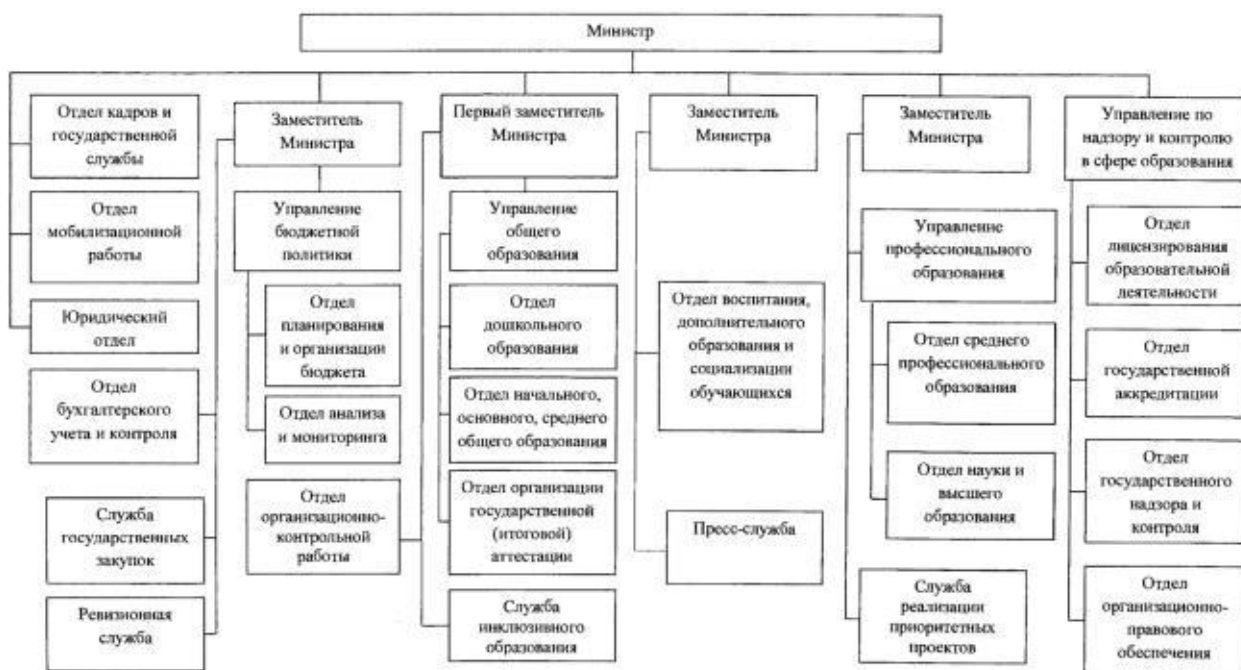 Министр
Отдел кадров и
государственной
службы
Отдел
мобилизационной
работы
Юридический
отдел
Отдел
бухгалтерского
учета и контроля
Служба
государственных
закупок
Ревизионная
служба
Заместитель
Министра
Управление
бюджетной
политики
Отдел
планирования
и организации
бюджета
Отдел анализа
и мониторинга
Отдел
организационно-
контрольной
работы
Первый заместитель
Министра
Управление
общего
образования
Отдел
дошкольного
образования
Отдел начального,
основного, среднего
общего образования
Отдел организации
государственной
(итоговой)
аттестации
Служба
инклюзивного
образования
Заместитель
Министра
Отдел воспитания,
дополнительного
образования и
социализации
обучающихся
Пресс-служба
Заместитель
Министра
Управление
профессионального
образования
Отдел среднего
профессионального
образования
Отдел науки и
высшего
образования
Служба
реализации
приоритетных
проектов
Управление по
надзору и контролю
в сфере образования
Отдел
лицензирования
образовательной
деятельности
Отдел
государственной
аккредитации
Отдел
государственного
надзора и
контроля
Отдел
организационно-
правового
обеспечения